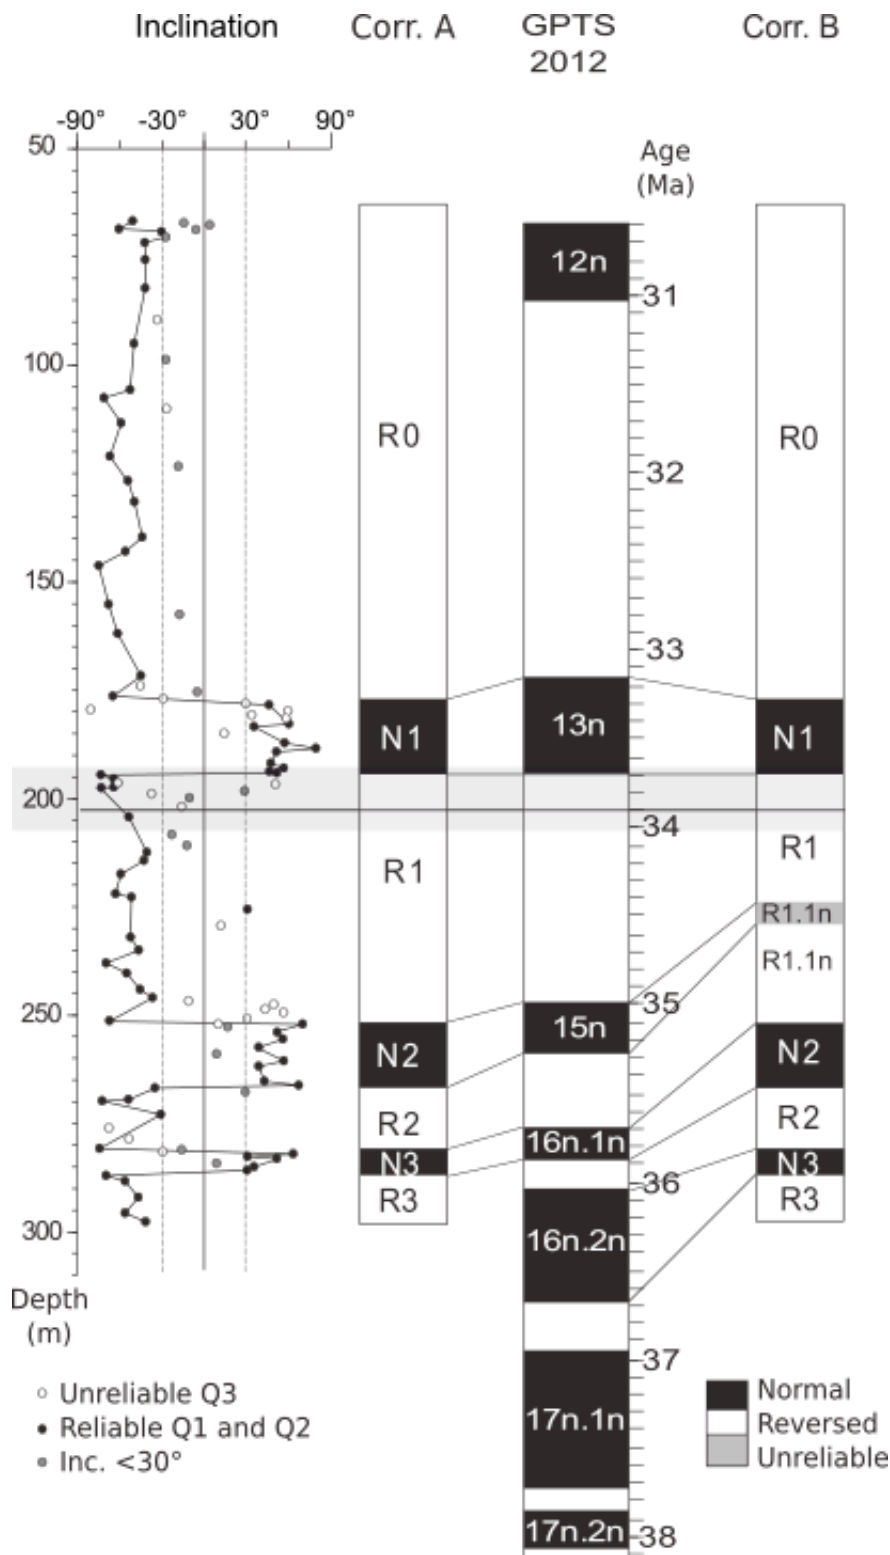 Inclination
Corr. A
GPTS
2012
Corr. B
-90°
-30°
30°
90°
50
100
150
200
250
300
Depth
(m)
Age
(Ma)
31
32
33
34
35
36
37
38
R0
N1
R1
N2
R2
N3
R3
12n
13n
15n
16n.1n
16n.2n
17n.1n
17n.2n
R0
N1
R1
R1.1n
R1.1n
N2
R2
N3
R3
Unreliable Q3
Reliable Q1 and Q2
Inc. <30°
Normal
Reversed
Unreliable